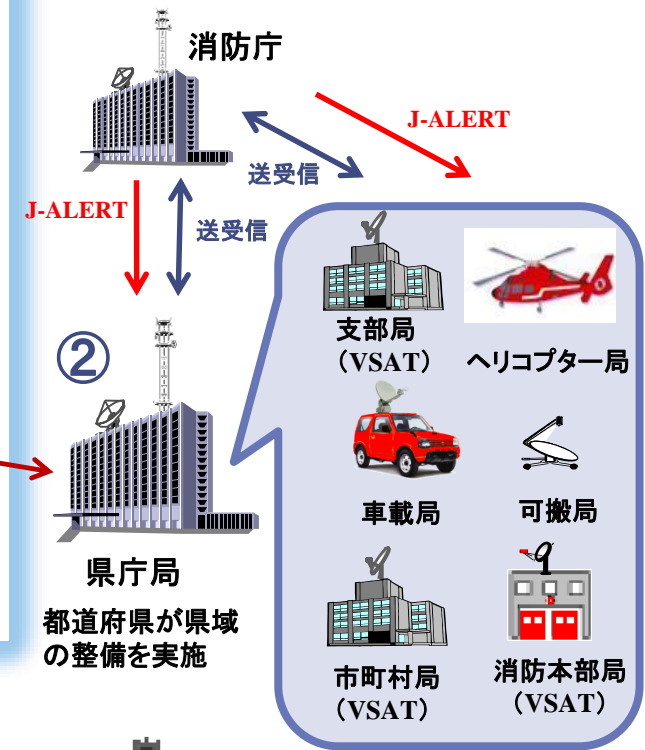 消防庁
J-ALERT
送受信
J-ALERT
送受信
②
支部局
（VSAT）
ヘリコプター局
車載局
可搬局
県庁局
都道府県が県域
の整備を実施
市町村局
（VSAT）
消防本部局
（VSAT）